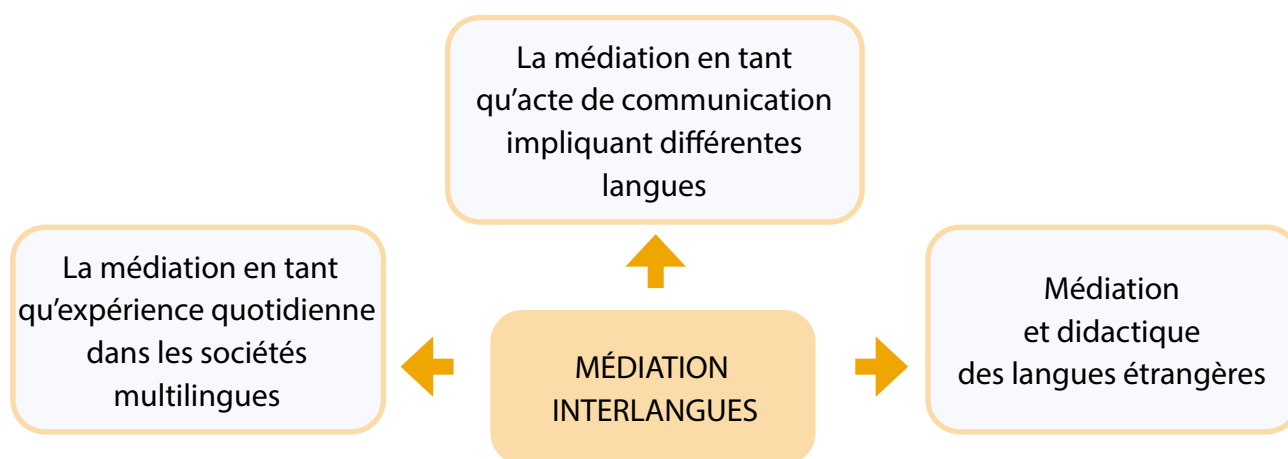 La médiation en tant
qu’acte de communication
impliquant différentes
langues
La médiation en tant
qu’expérience quotidienne
dans les sociétés
multilingues
MÉDIATION
INTERLANGUES
Médiation
et didactique
des langues étrangères